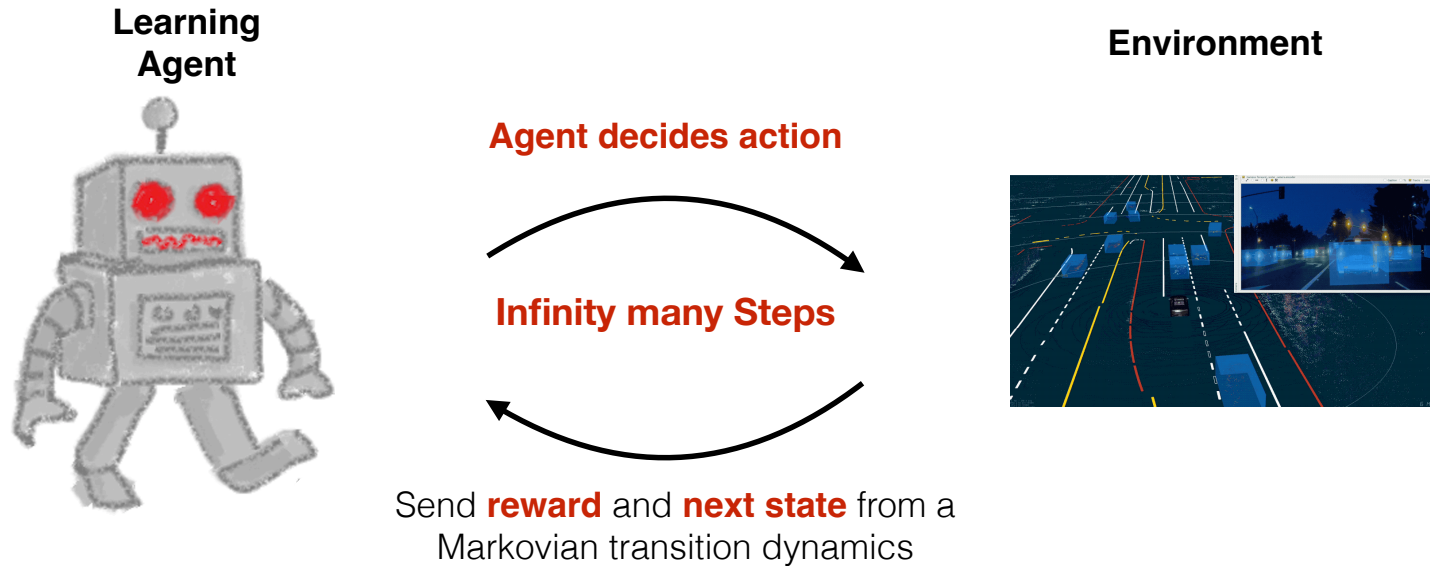 Learning
Agent
Environment
Agent decides action
Infinity many Steps
Send reward and next state from a
Markovian transition dynamics